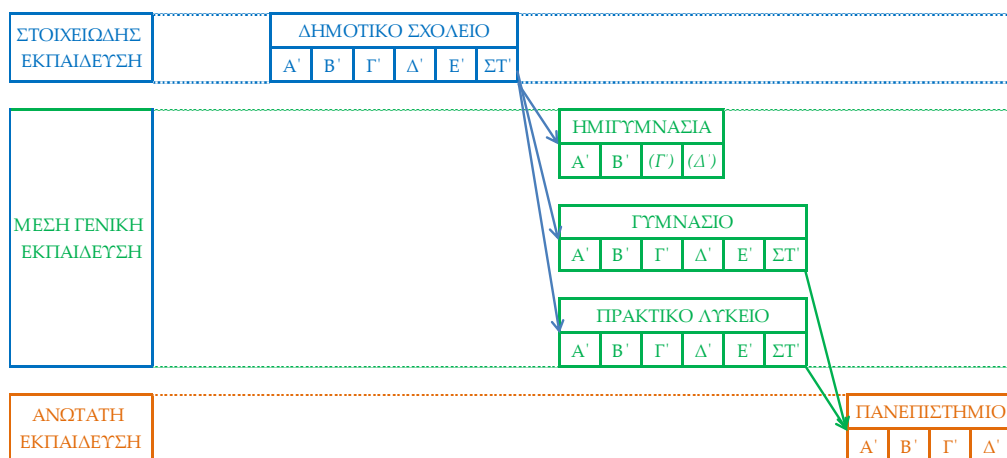 ΣΤΟΙΧΕΙΩΔΗΣ
ΕΚΠΑΙΔΕΥΣΗ
ΔΗΜΟΤΙΚΟ ΣΧΟΛΕΙΟ
Α' Β' Γ' Δ' Ε' ΣΤ'
ΜΕΣΗ ΓΕΝΙΚΗ
ΕΚΠΑΙΔΕΥΣΗ
ΗΜΙΓΥΜΝΑΣΙΑ
Α' Β' (Γ') (Δ')
ΓΥΜΝΑΣΙΟ
Α' Β' Γ' Δ' Ε' ΣΤ'
ΠΡΑΚΤΙΚΟ ΛΥΚΕΙΟ
Α' Β' Γ' Δ' Ε' ΣΤ'
ΑΝΩΤΑΤΗ
ΕΚΠΑΙΔΕΥΣΗ
ΠΑΝΕΠΙΣΤΗΜΙΟ
Α' Β' Γ' Δ'